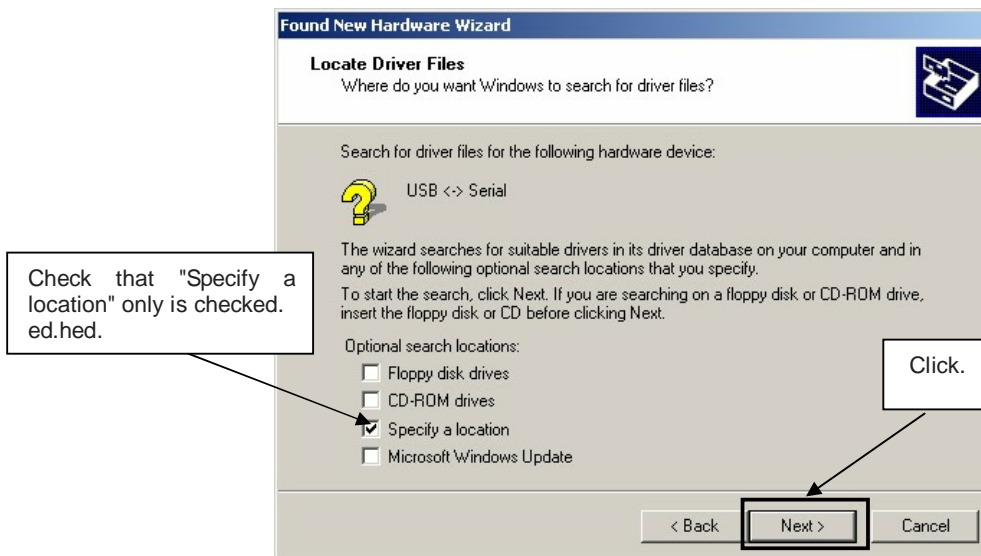 Found New Hardware Wizard
Locate Driver Files
Where do you want Windows to search for driver files?
Search for driver files for the following hardware device:
USB <-> Serial
The wizard searches for suitable drivers in its driver database on your computer and in
any of the following optional search locations that you specify.
To start the search, click Next. If you are searching on a floppy disk or CD-ROM drive,
insert the floppy disk or CD before clicking Next.
Check that "Specify a
location" only is checked.
ed.hed.
Optional search locations:
Floppy disk drives
CD-ROM drives
Specify a location
Microsoft Windows Update
Click.
< Back Next > Cancel